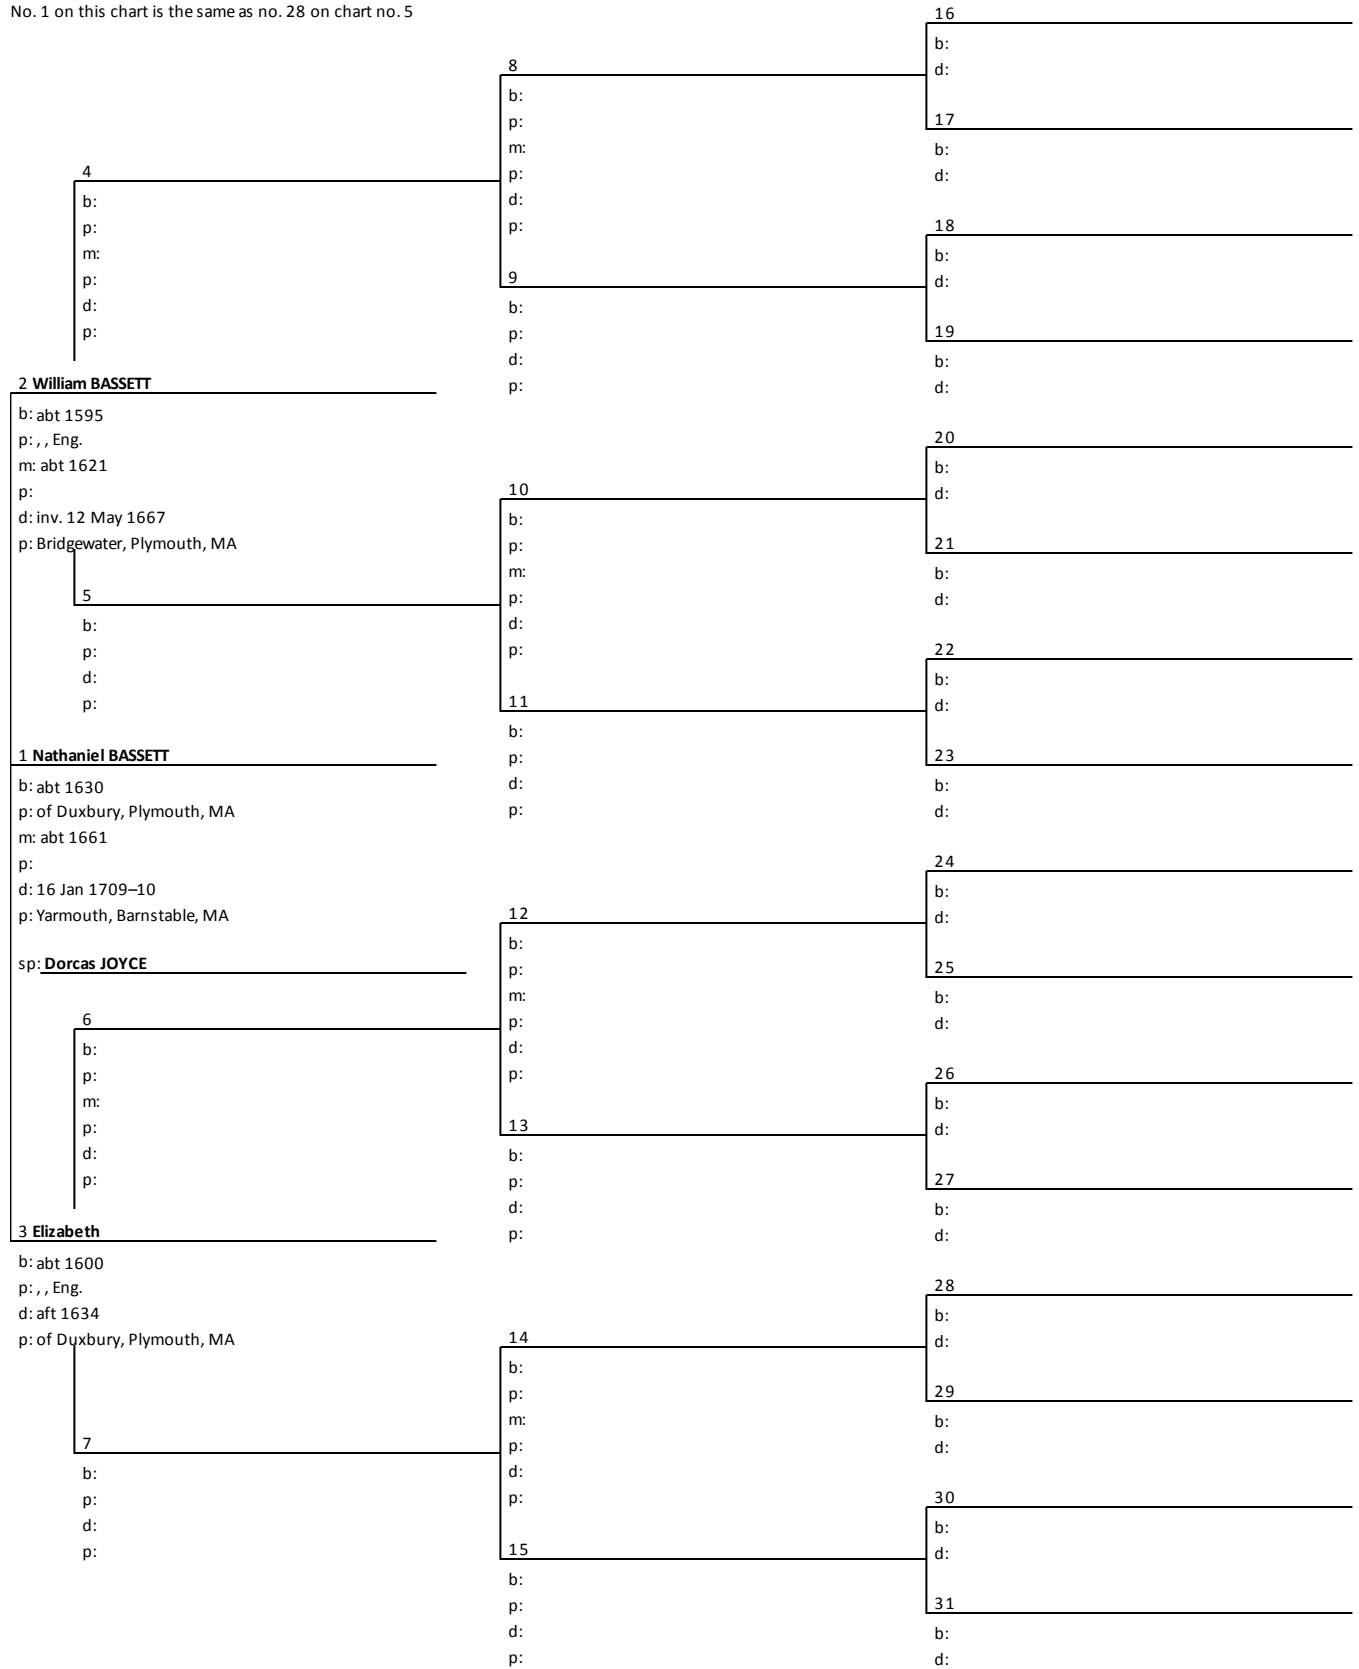 No. 1 on this chart is the same as no. 28 on chart no. 5
4
b:
p:
m:
p:
d:
p:
2 William BASSETT
b: abt 1595
p: , , Eng.
m: abt 1621
p:
d: inv. 12 May 1667
p: Bridgewater, Plymouth, MA
5
b:
p:
d:
p:
1 Nathaniel BASSETT
b: abt 1630
p: of Duxbury, Plymouth, MA
m: abt 1661
p:
d: 16 Jan 1709–10
p: Yarmouth, Barnstable, MA
sp: Dorcas JOYCE
6
b:
p:
m:
p:
d:
p:
3 Elizabeth
b: abt 1600
p: , , Eng.
d: aft 1634
p: of Duxbury, Plymouth, MA
7
b:
p:
d:
p:
8
b:
p:
m:
p:
d:
p:
9
b:
p:
d:
p:
10
b:
p:
m:
p:
d:
p:
11
b:
p:
d:
p:
12
b:
p:
m:
p:
d:
p:
13
b:
p:
d:
p:
14
b:
p:
m:
p:
d:
p:
15
b:
p:
d:
p:
16
b:
d:
17
b:
d:
18
b:
d:
19
b:
d:
20
b:
d:
21
b:
d:
22
b:
d:
23
b:
d:
24
b:
d:
25
b:
d:
26
b:
d:
27
b:
d:
28
b:
d:
29
b:
d:
30
b:
d:
31
b:
d: